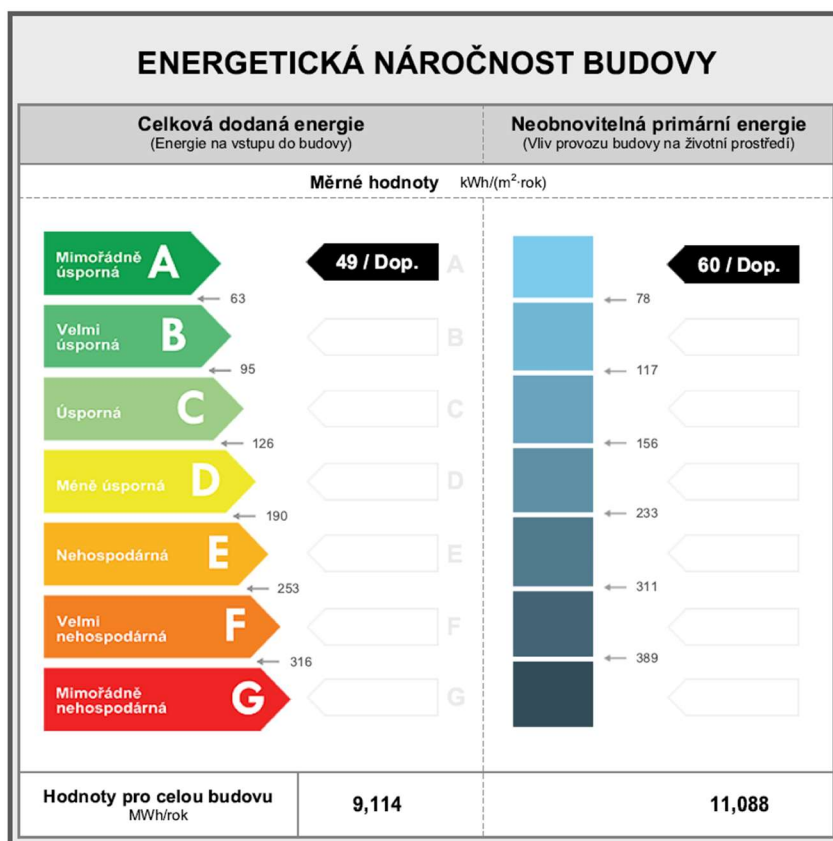 ENERGETICKÁ NÁROČNOST BUDOVY
Celková dodaná energie
(Energie na vstupu do budovy)
Neobnovitelná primární energie
(Vliv provozu budovy na životní prostředí)
Měrné hodnoty kWh/(m²·rok)
Mimořádně
úsporná
A
49 / Dop.
A
60 / Dop.
63
78
Velmi
úsporná
B
B
95
117
Úsporná
C
C
126
156
Méně úsporná
D
D
190
233
Nehospodárná
E
E
253
311
Velmi
nehospodárná
F
F
316
389
Mimořádně
nehospodárná
G
G
Hodnoty pro celou budovu
MWh/rok
9,114
11,088